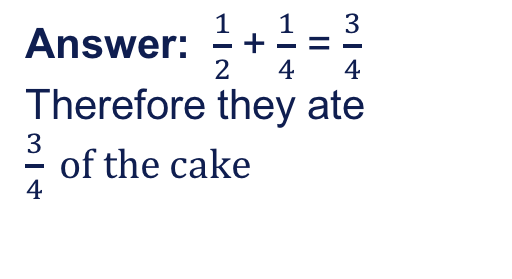 Answer: 1/2 + 1/4 = 3/4
Therefore they ate
3/4 of the cake